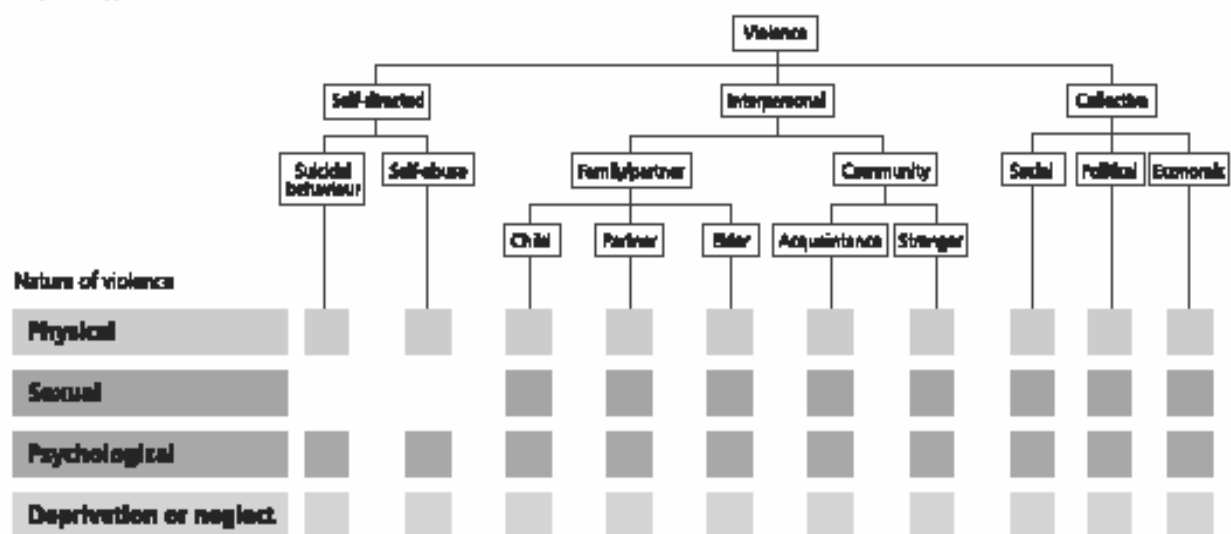 Violence
Self-directed
Interpersonal
Collective
Suicidal
behaviour
Self-abuse
Family/partner
Community
Social
Political
Economic
Child
Partner
Elder
Acquaintance
Stranger
Nature of violence
Physical
Sexual
Psychological
Deprivation or neglect